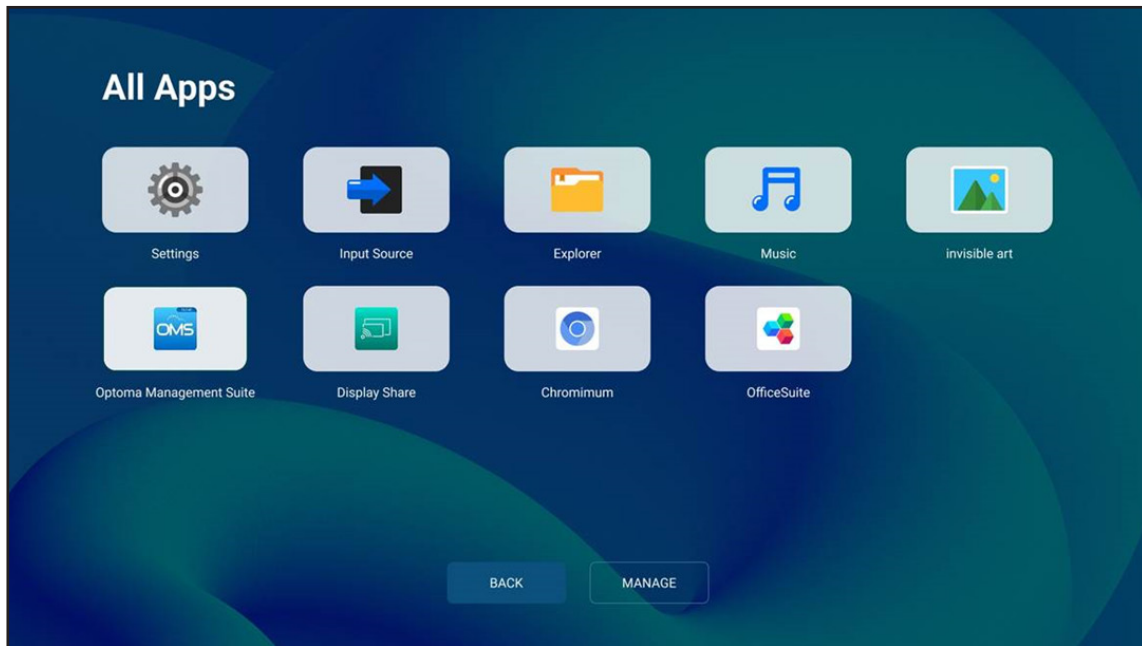 All Apps
Settings
Input Source
Explorer
Music
invisible art
OMS
Optoma Management Suite
Display Share
Chromimum
OfficeSuite
BACK
MANAGE